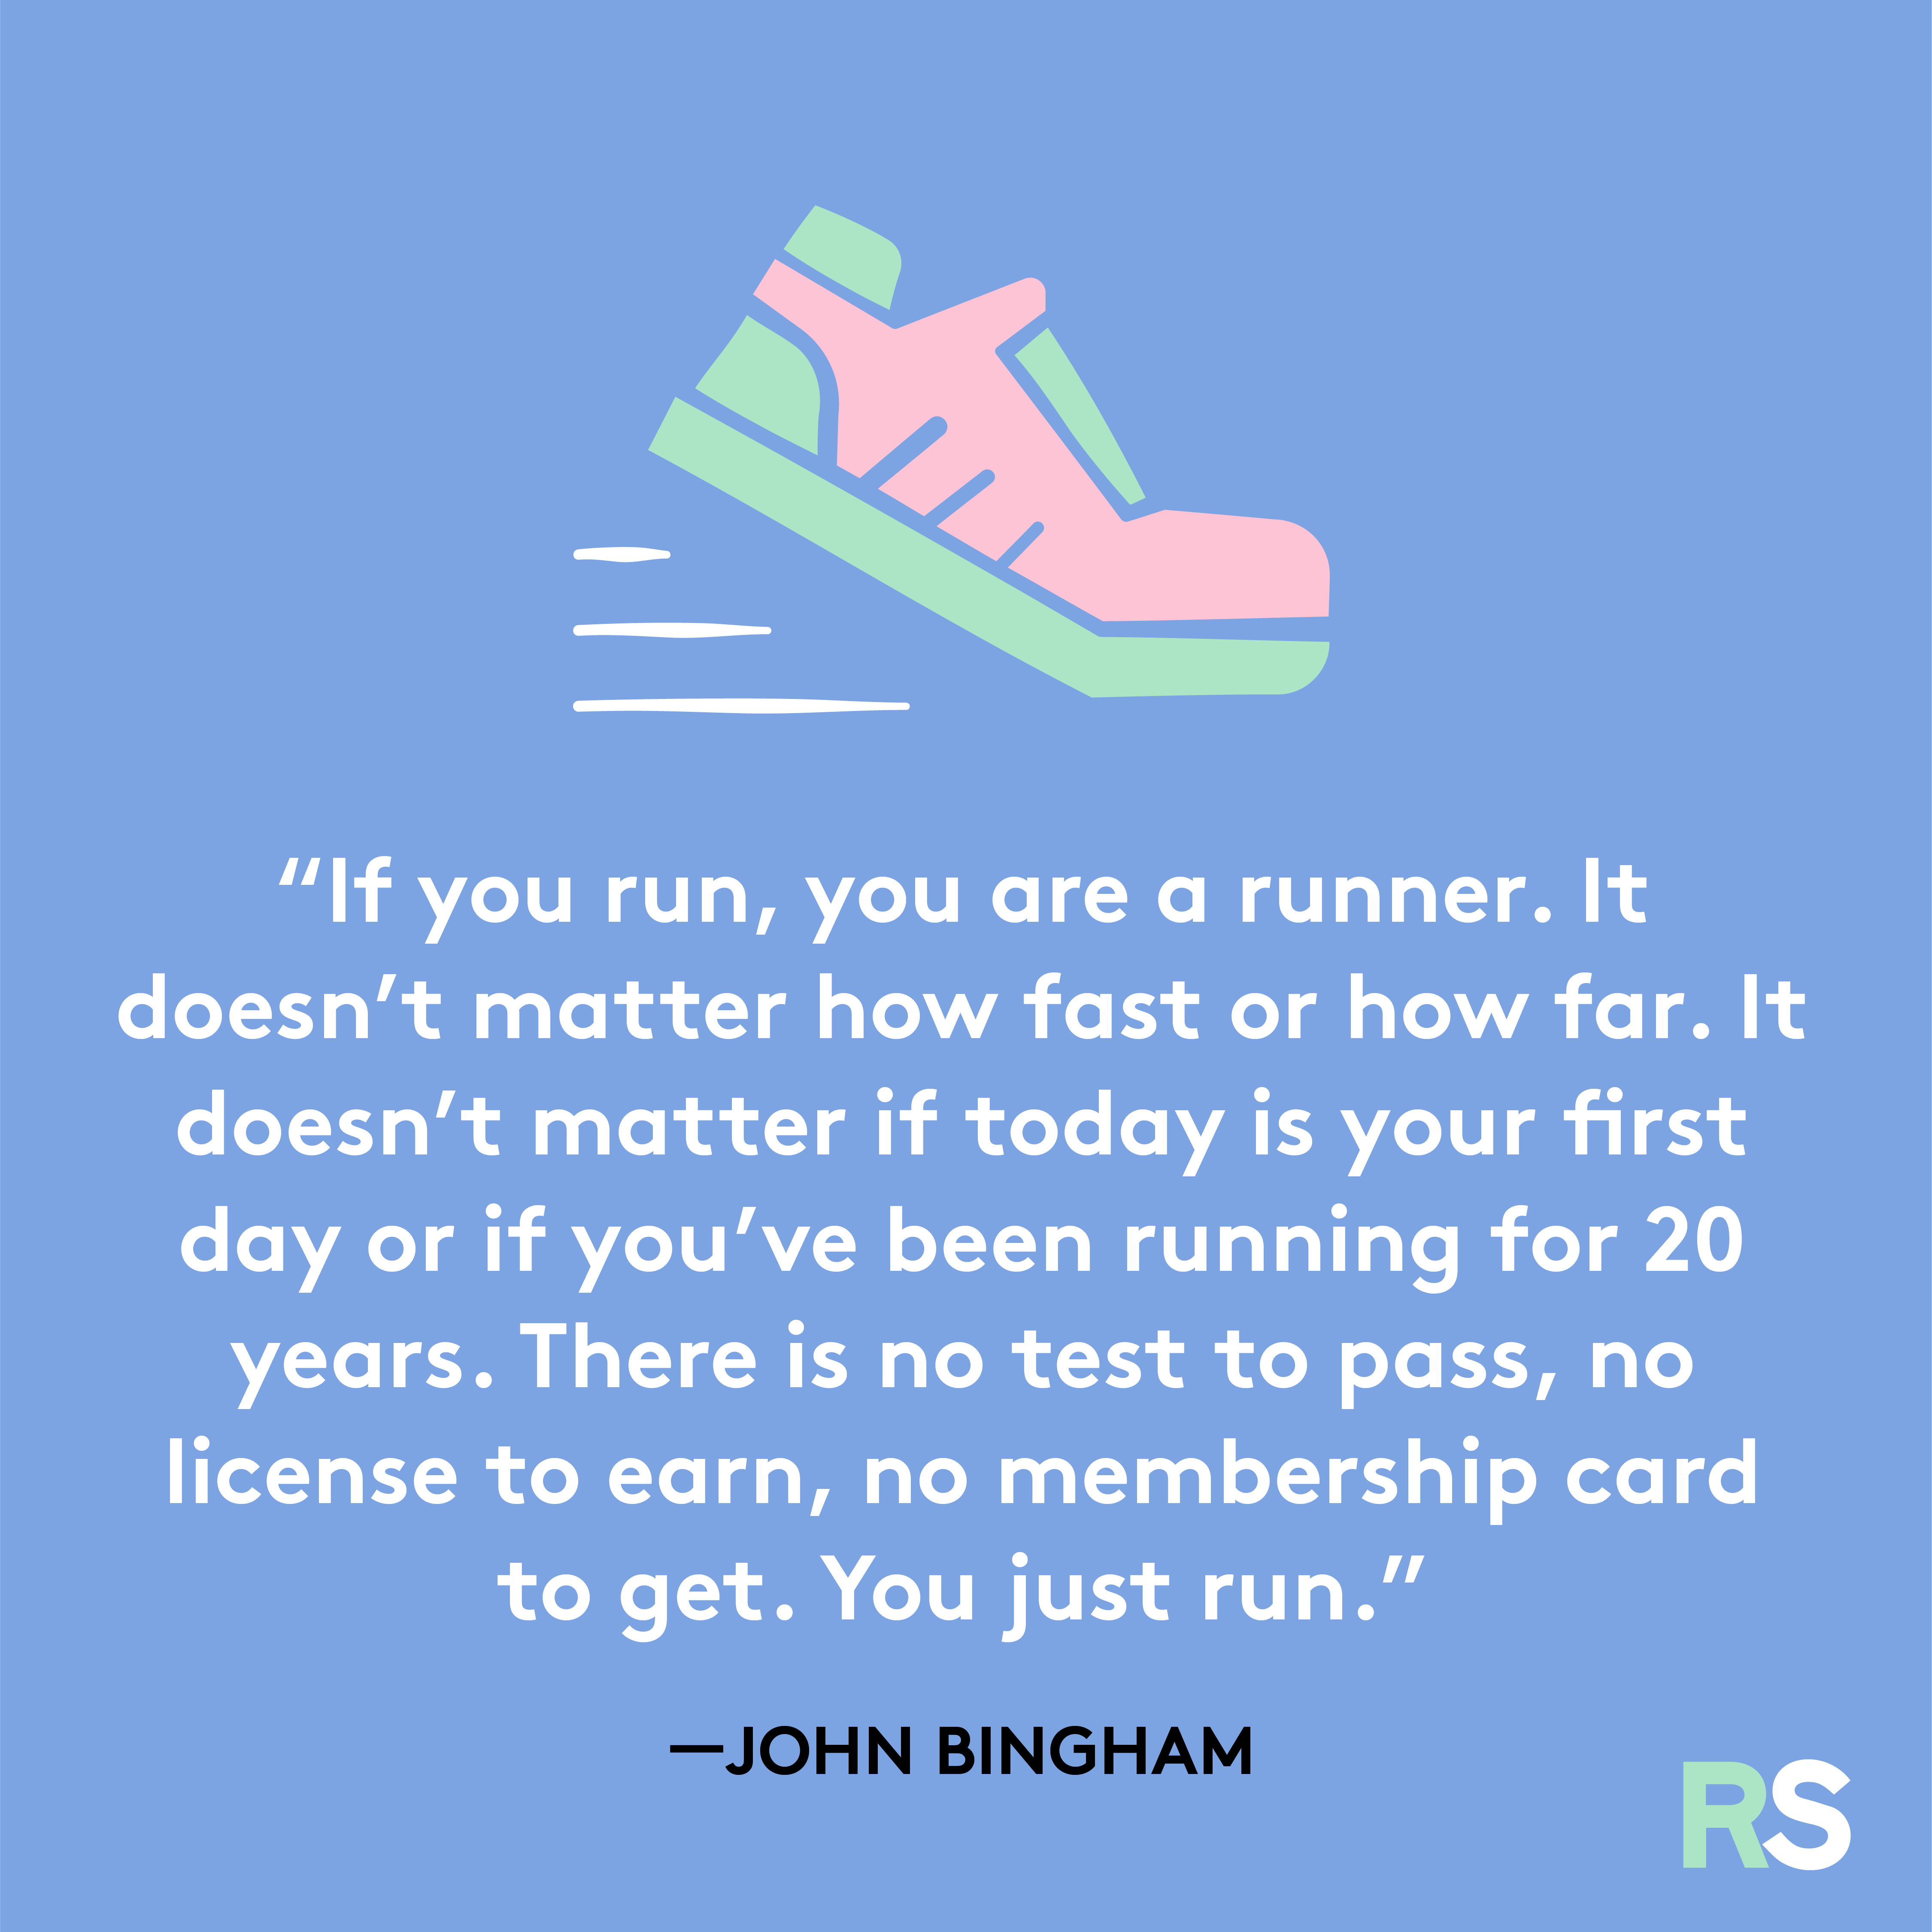 “If you run, you are a runner. It
doesn’t matter how fast or how far. It
doesn’t matter if today is your first
day or if you’ve been running for 20
years. There is no test to pass, no
license to earn, no membership card
to get. You just run.”
—JOHN BINGHAM
RS